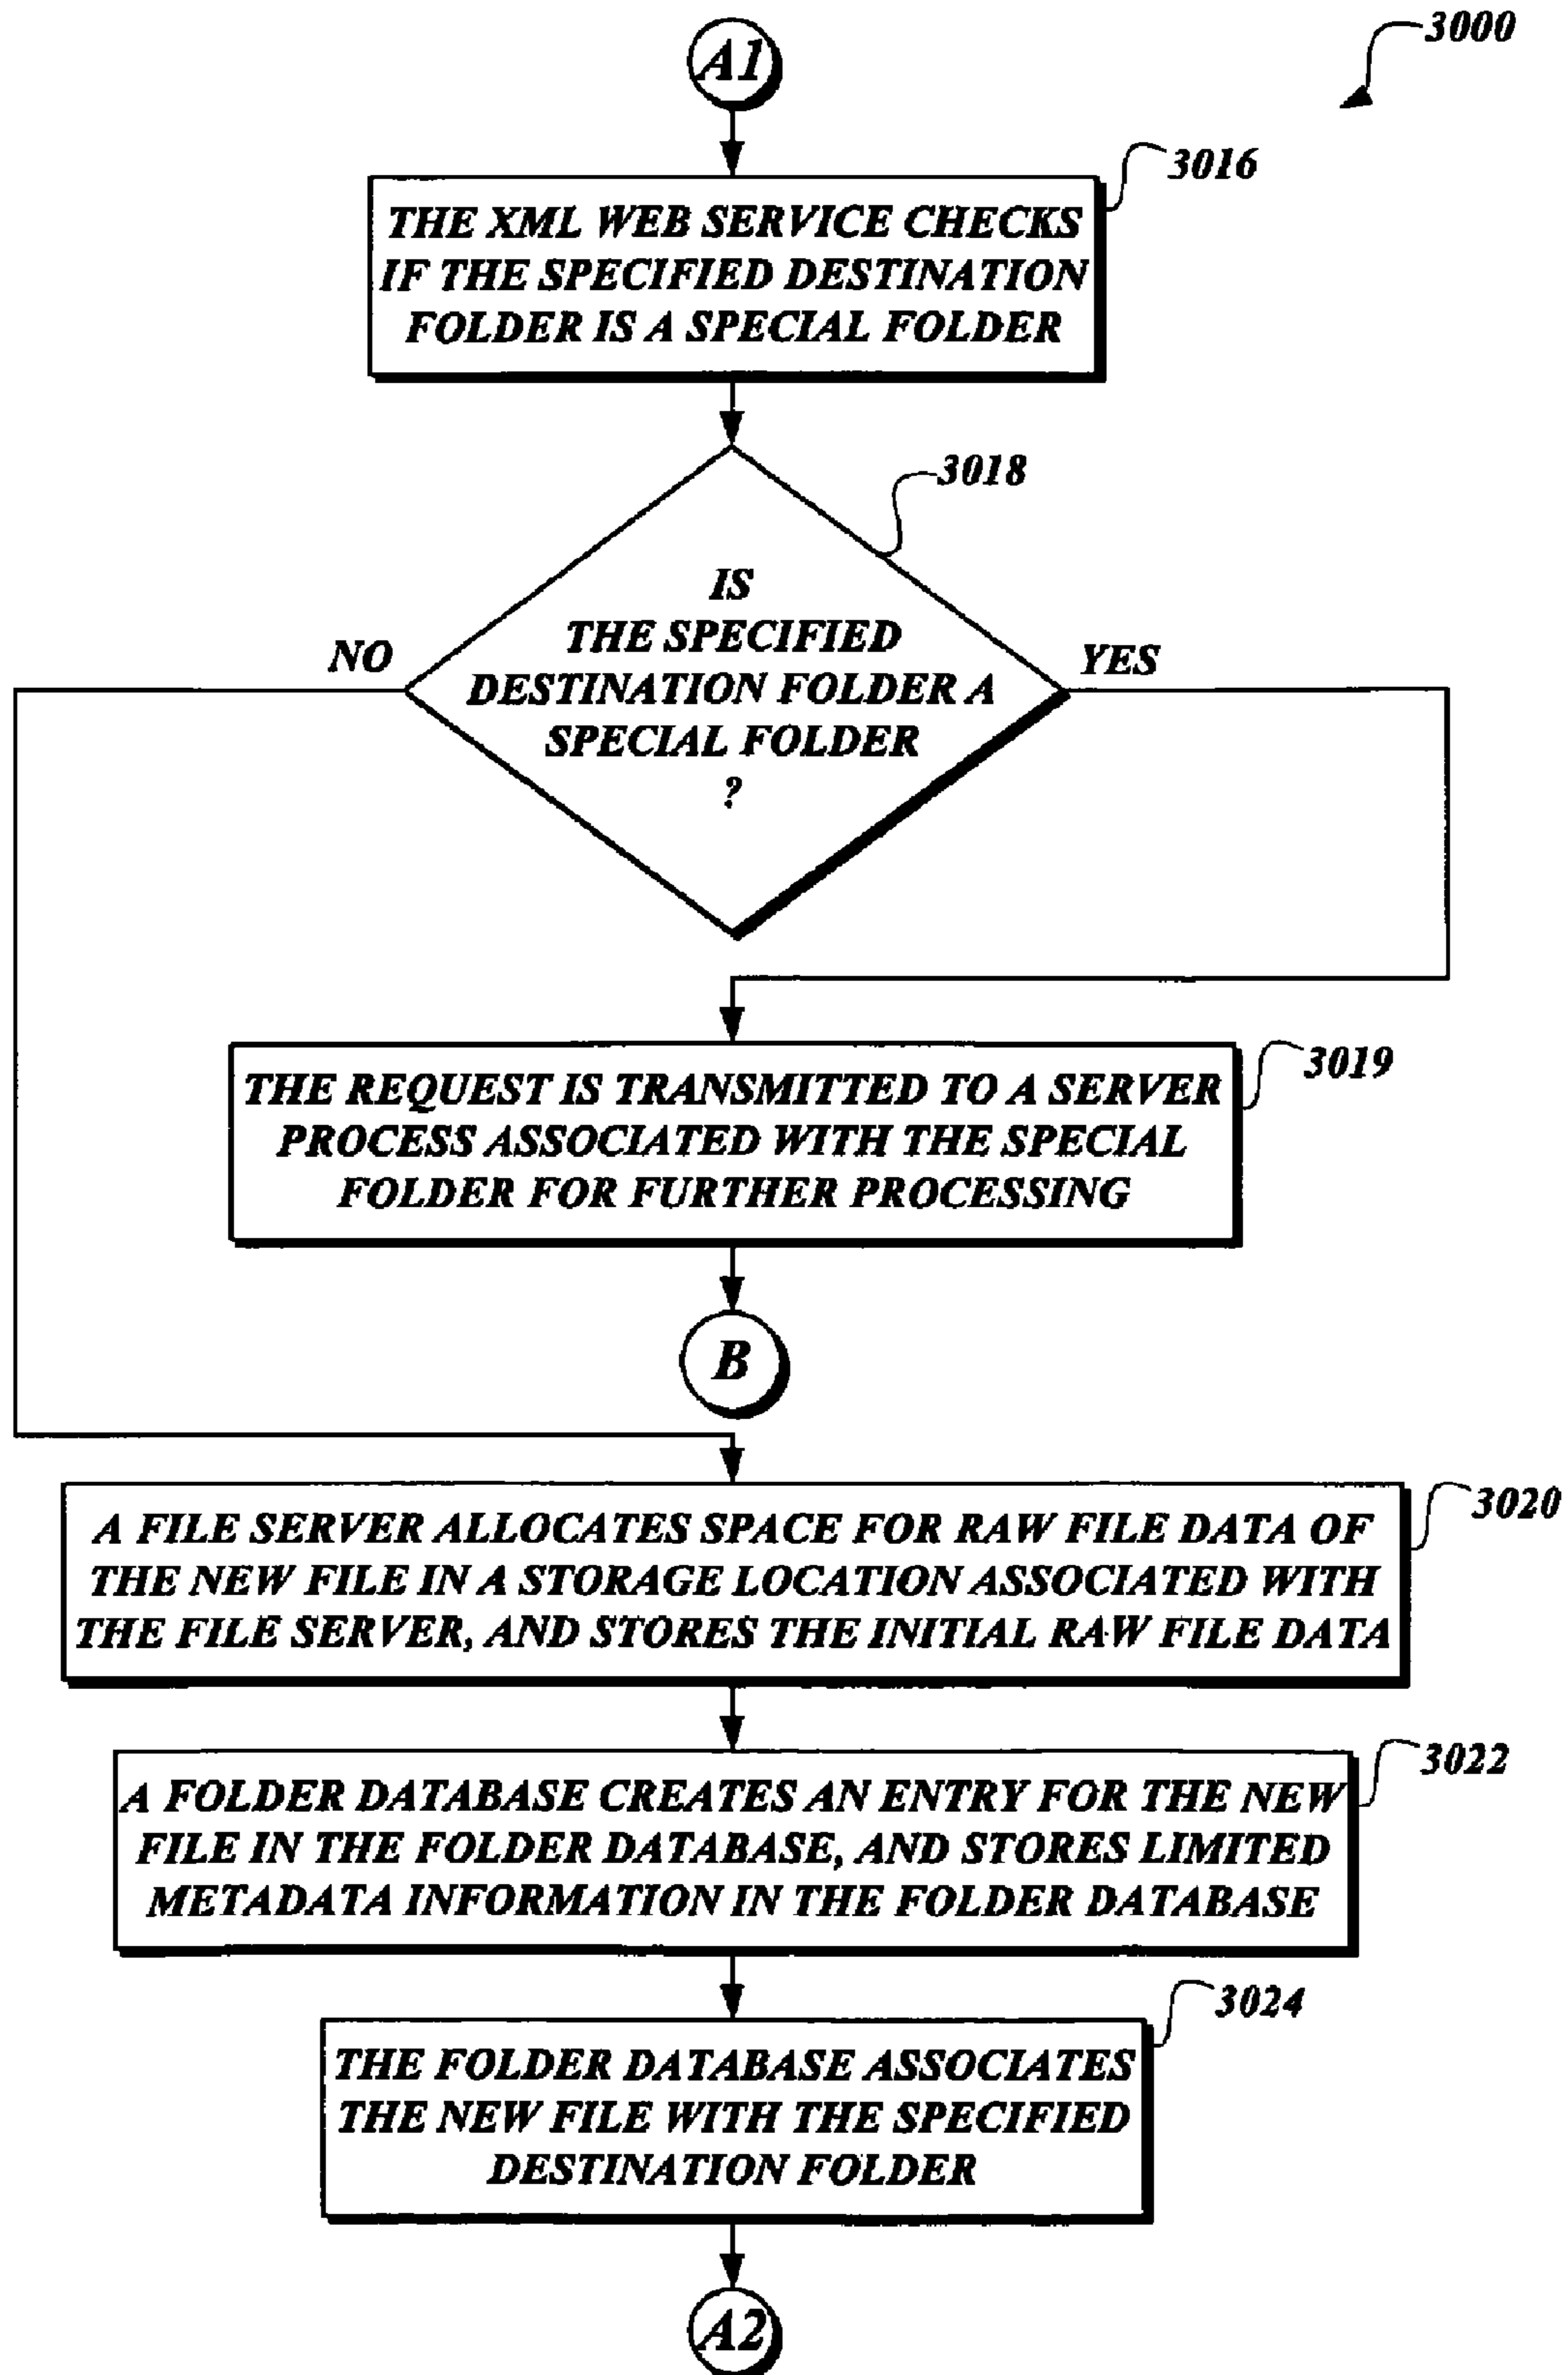 3000
A1
3016
THE XML WEB SERVICE CHECKS
IF THE SPECIFIED DESTINATION
FOLDER IS A SPECIAL FOLDER
3018
IS
THE SPECIFIED
DESTINATION FOLDER A
SPECIAL FOLDER
?
NO
YES
3019
THE REQUEST IS TRANSMITTED TO A SERVER
PROCESS ASSOCIATED WITH THE SPECIAL
FOLDER FOR FURTHER PROCESSING
B
3020
A FILE SERVER ALLOCATES SPACE FOR RAW FILE DATA OF
THE NEW FILE IN A STORAGE LOCATION ASSOCIATED WITH
THE FILE SERVER, AND STORES THE INITIAL RAW FILE DATA
3022
A FOLDER DATABASE CREATES AN ENTRY FOR THE NEW
FILE IN THE FOLDER DATABASE, AND STORES LIMITED
METADATA INFORMATION IN THE FOLDER DATABASE
3024
THE FOLDER DATABASE ASSOCIATES
THE NEW FILE WITH THE SPECIFIED
DESTINATION FOLDER
A2